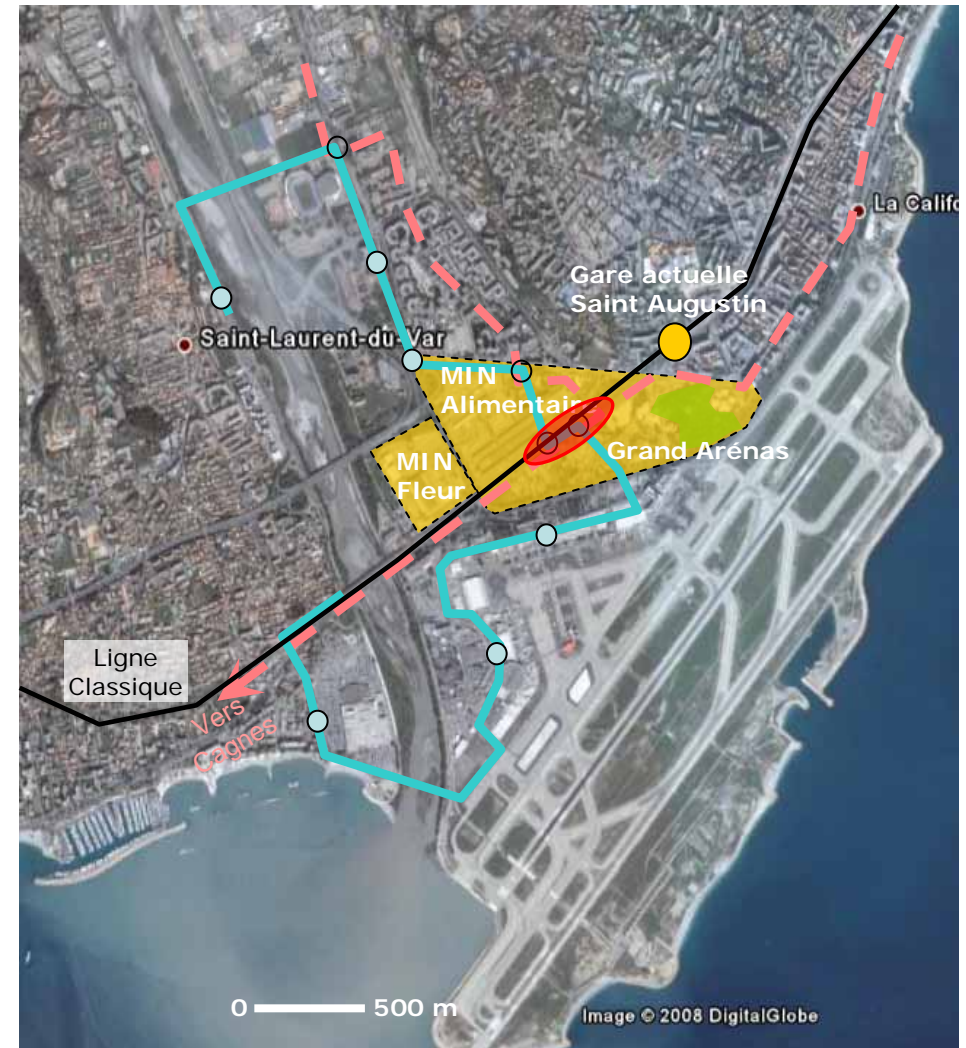 La Califo
Gare actuelle
Saint Augustin
Saint-Laurent-du-Var
MIN
Alimentaire
MIN
Fleur
Grand Arénas
Ligne
Classique
Vers
Cagnes
0 500 m
Image © 2008 DigitalGlobe